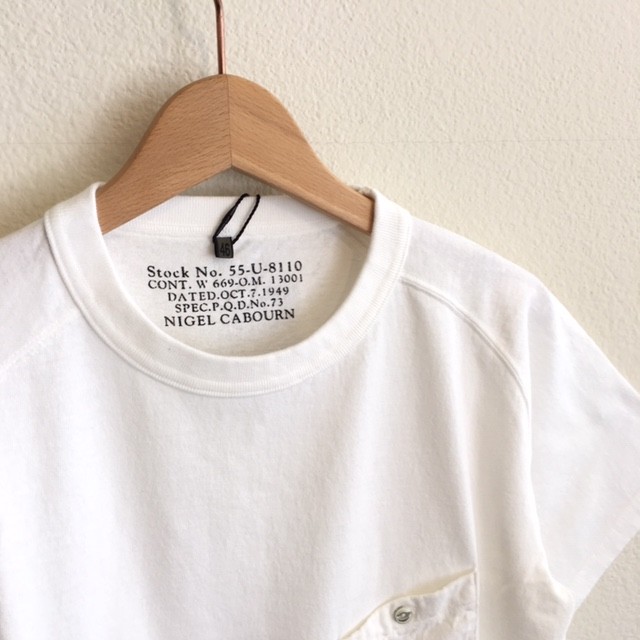 Stock No. 55-U-8110
CONT. W 669-O.M. 13001
DATED.OCT.7.1949
SPEC.P.Q.D.No.73
NIGEL CABOURN